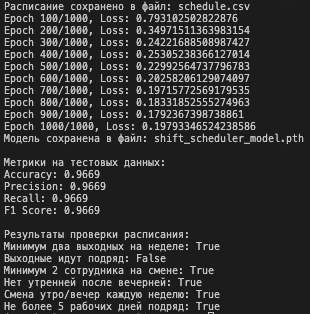 Расписание сохранено в файл: schedule.csv
Epoch 100/1000, Loss: 0.793102502822876
Epoch 200/1000, Loss: 0.34971511363983154
Epoch 300/1000, Loss: 0.24221688508987427
Epoch 400/1000, Loss: 0.25305238366127014
Epoch 500/1000, Loss: 0.22992564737796783
Epoch 600/1000, Loss: 0.20258206129074097
Epoch 700/1000, Loss: 0.19715772569179535
Epoch 800/1000, Loss: 0.18331852555274963
Epoch 900/1000, Loss: 0.1792367398738861
Epoch 1000/1000, Loss: 0.19793346524238586
Модель сохранена в файл: shift_scheduler_model.pth
Метрики на тестовых данных:
Accuracy: 0.9669
Precision: 0.9669
Recall: 0.9669
F1 Score: 0.9669
Результаты проверки расписания:
Минимум два выходных на неделе: True
Выходные идут подряд: False
Минимум 2 сотрудника на смене: True
Нет утренней после вечерней: True
Смена утро/вечер каждую неделю: True
Не более 5 рабочих дней подряд: True